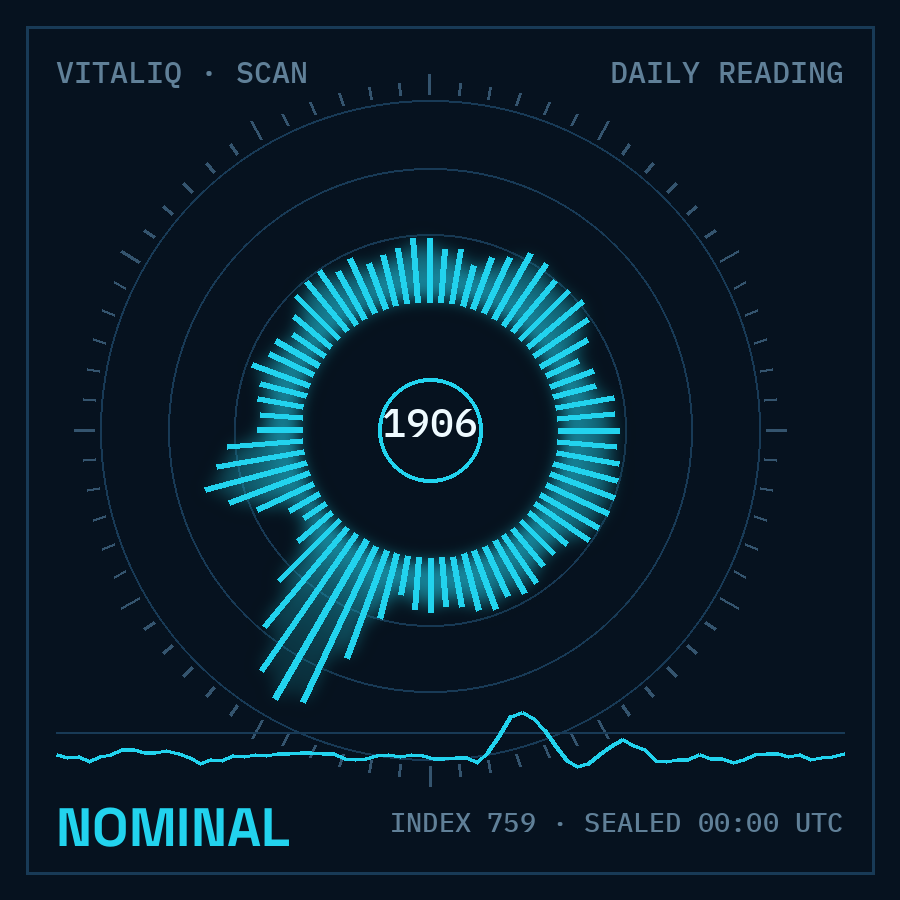 VITALIQ · SCAN
DAILY READING
1906
NOMINAL
INDEX 759 · SEALED 00:00 UTC